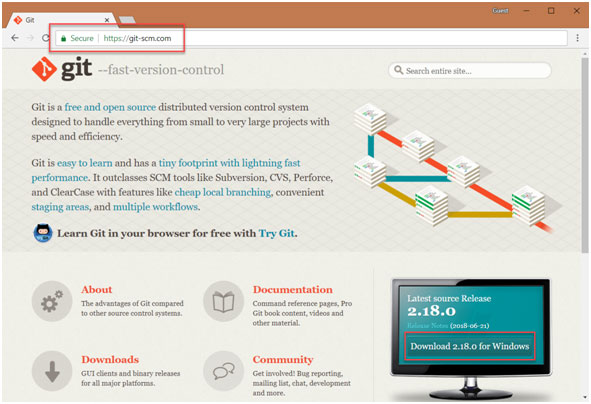 Git
Guest
Secure https://git-scm.com
git --fast-version-control
Search entire site...
Git is a free and open source distributed version control system
designed to handle everything from small to very large projects with
speed and efficiency.
Git is easy to learn and has a tiny footprint with lightning fast
performance. It outclasses SCM tools like Subversion, CVS, Perforce,
and ClearCase with features like cheap local branching, convenient
staging areas, and multiple workflows.
Learn Git in your browser for free with Try Git.
About
The advantages of Git compared
to other source control systems.
Documentation
Command reference pages, Pro
Git book content, videos and
other material.
Downloads
GUI clients and binary releases
for all major platforms.
Community
Get involved! Bug reporting,
mailing list, chat, development
and more.
Latest source Release
2.18.0
Release Notes (2018-06-21)
Download 2.18.0 for Windows